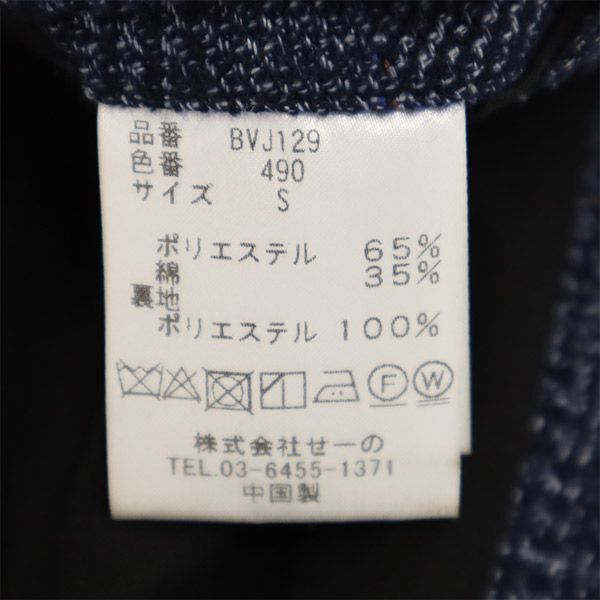 品番 BVJ129
色番 490
サイズ S
ポリエステル 65%
綿 35%
裏地
ポリエステル 100%
F W
株式会社せーの
TEL.03-6455-1371
中国製